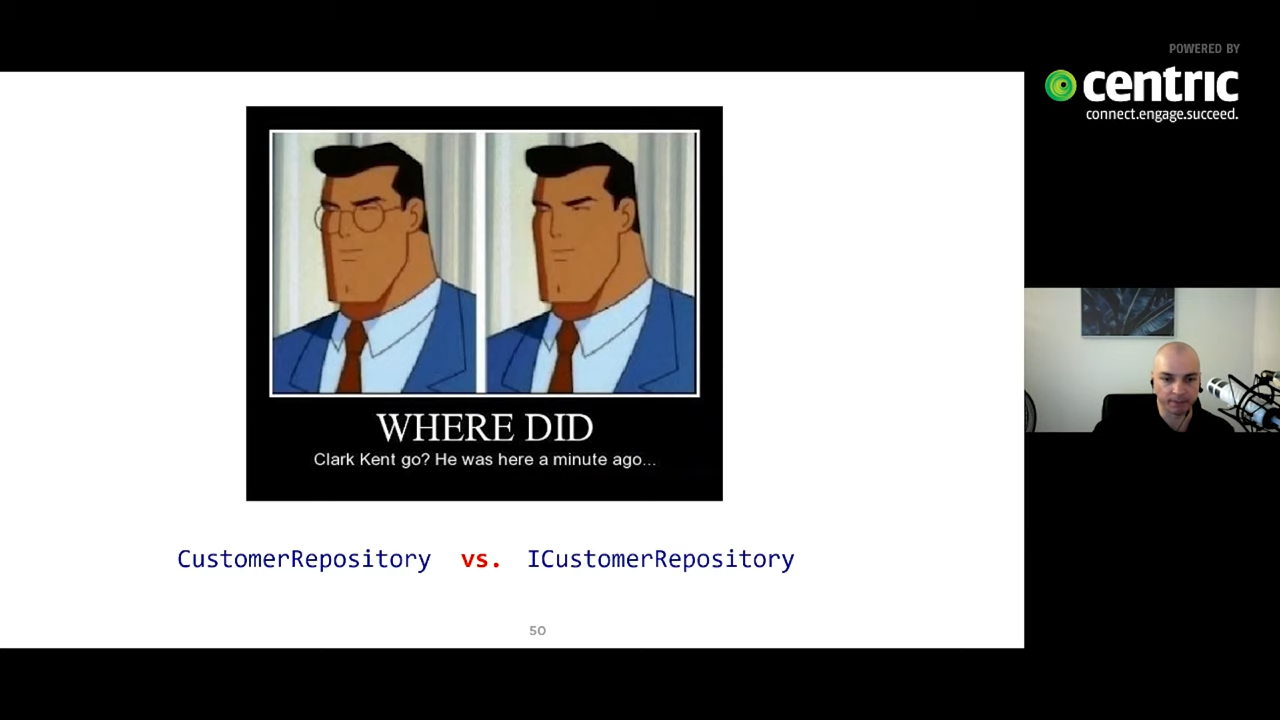 POWERED BY
centric
connect.engage.succeed.
WHERE DID
Clark Kent go? He was here a minute ago...
CustomerRepository vs. ICustomerRepository
50